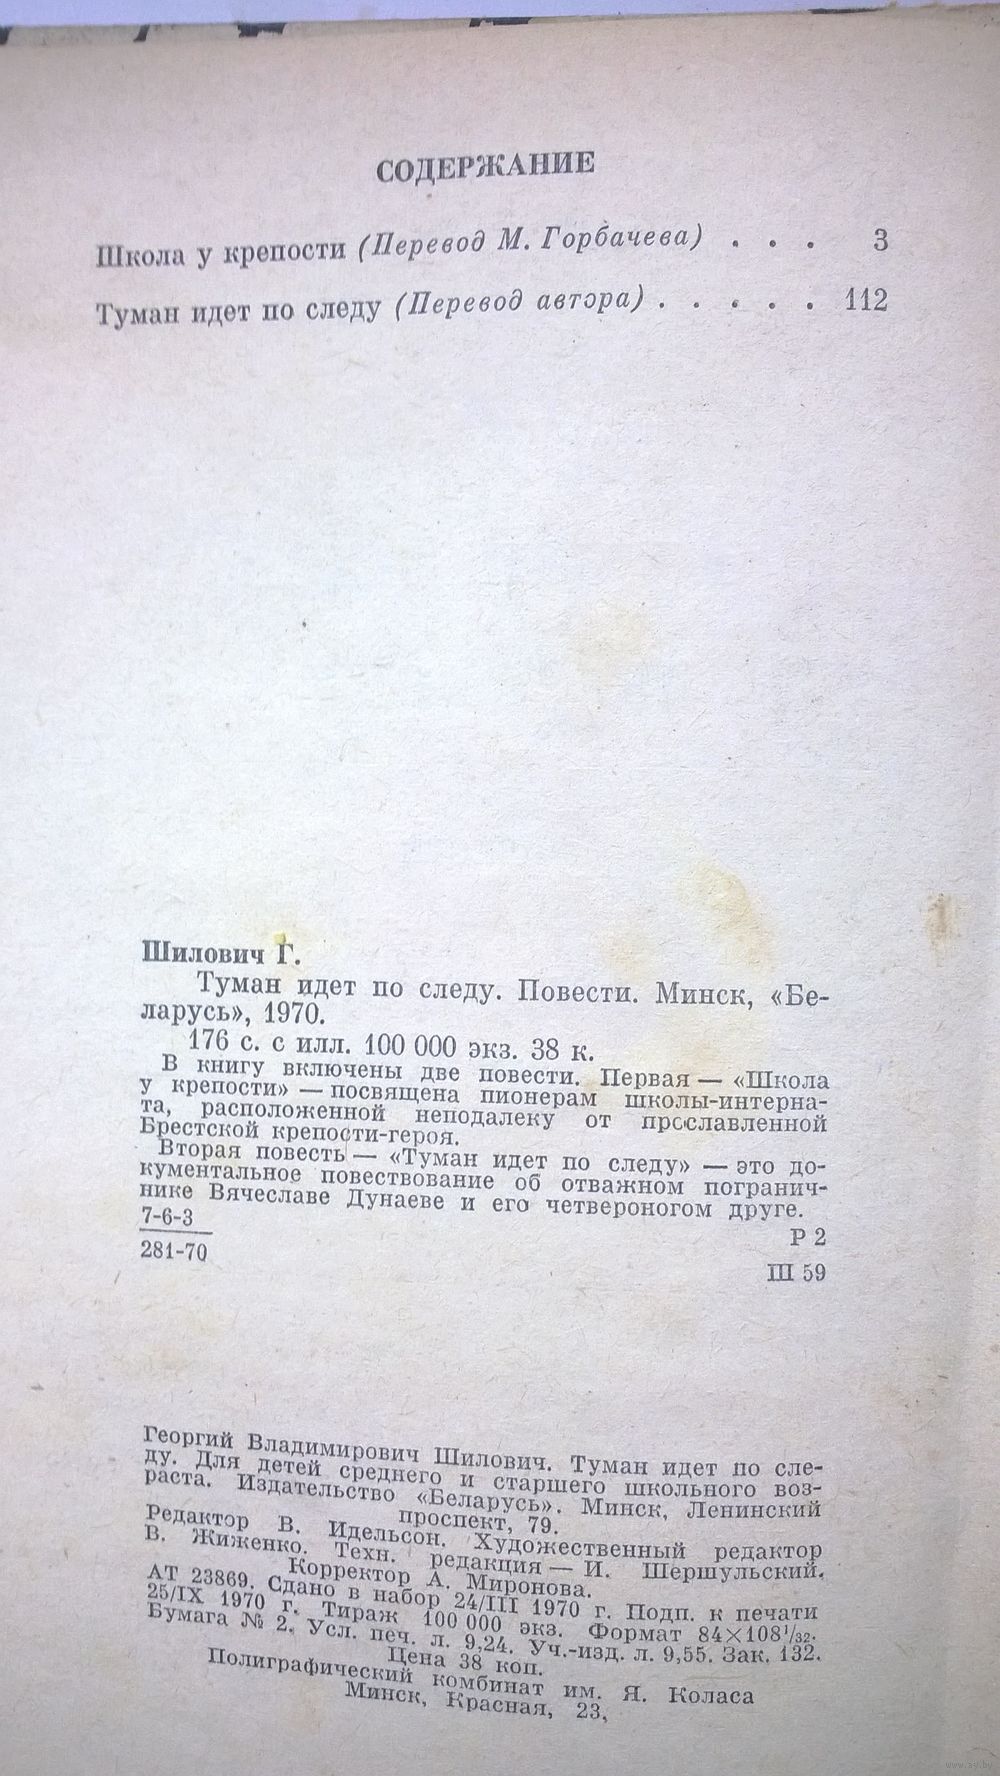 СОДЕРЖАНИЕ
Школа у крепости (Перевод М. Горбачева) . . . 3
Туман идет по следу (Перевод автора) . . . . . 112
Шилович Г.
Туман идет по следу. Повести. Минск, «Бе-
ларусь», 1970.
176 с. с илл. 100 000 экз. 38 к.
В книгу включены две повести. Первая — «Школа
у крепости» — посвящена пионерам школы-интерна-
та, расположенной неподалеку от прославленной
Брестской крепости-героя.
Вторая повесть — «Туман идет по следу» — это до-
кументальное повествование об отважном погранич-
нике Вячеславе Дунаеве и его четвероногом друге.
7-6-3
Р 2
281-70
Ш 59
Георгий Владимирович Шилович. Туман идет по сле-
ду. Для детей среднего и старшего школьного воз-
раста. Издательство «Беларусь». Минск, Ленинский
проспект, 79.
Редактор В. Идельсон. Художественный редактор
В. Жиженко. Техн. редакция — И. Шершульский.
Корректор А. Миронова.
АТ 23869. Сдано в набор 24/III 1970 г. Подп. к печати
25/IX 1970 г. Тираж 100 000 экз. Формат 84×108¹/₃₂.
Бумага № 2. Усл. печ. л. 9,24. Уч.-изд. л. 9,55. Зак. 132.
Цена 38 коп.
Полиграфический комбинат им. Я. Коласа
Минск, Красная, 23,
www.ay.by